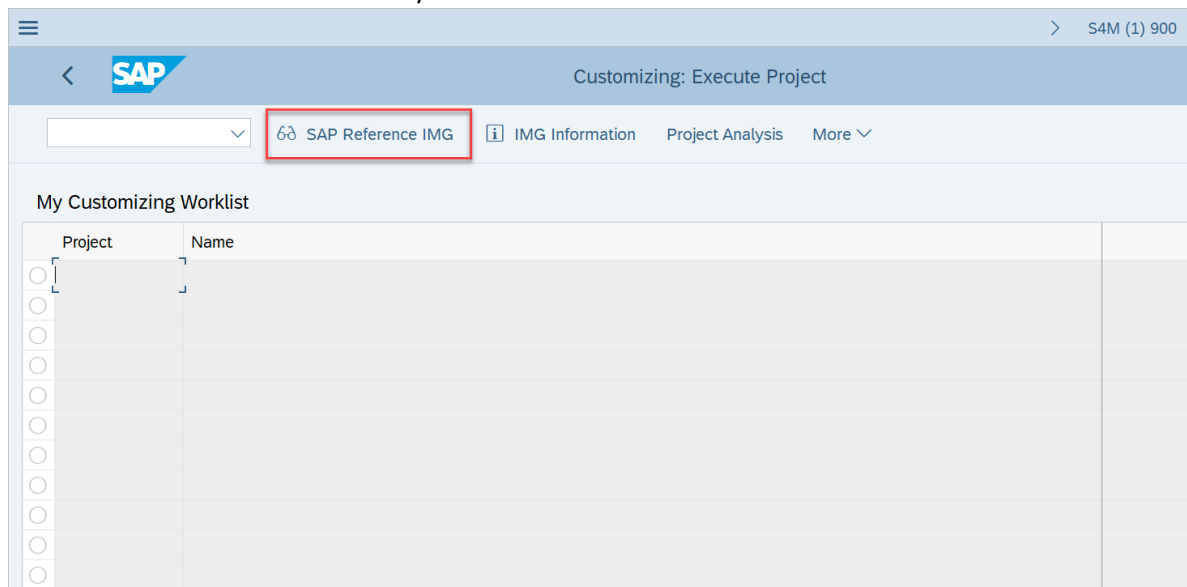 S4M (1) 900
SAP Customizing: Execute Project
SAP Reference IMG i IMG Information Project Analysis More
My Customizing Worklist
Project Name